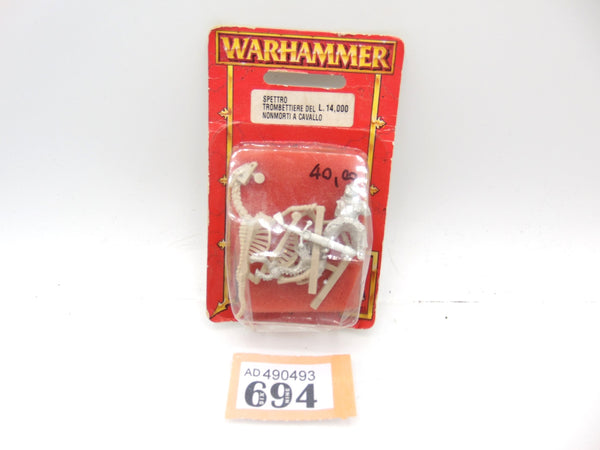 WARHAMMER
SPETTRO
TROMBETTIERE DEL L. 14,000
NONMORTI A CAVALLO
40,00
AD 490493
694